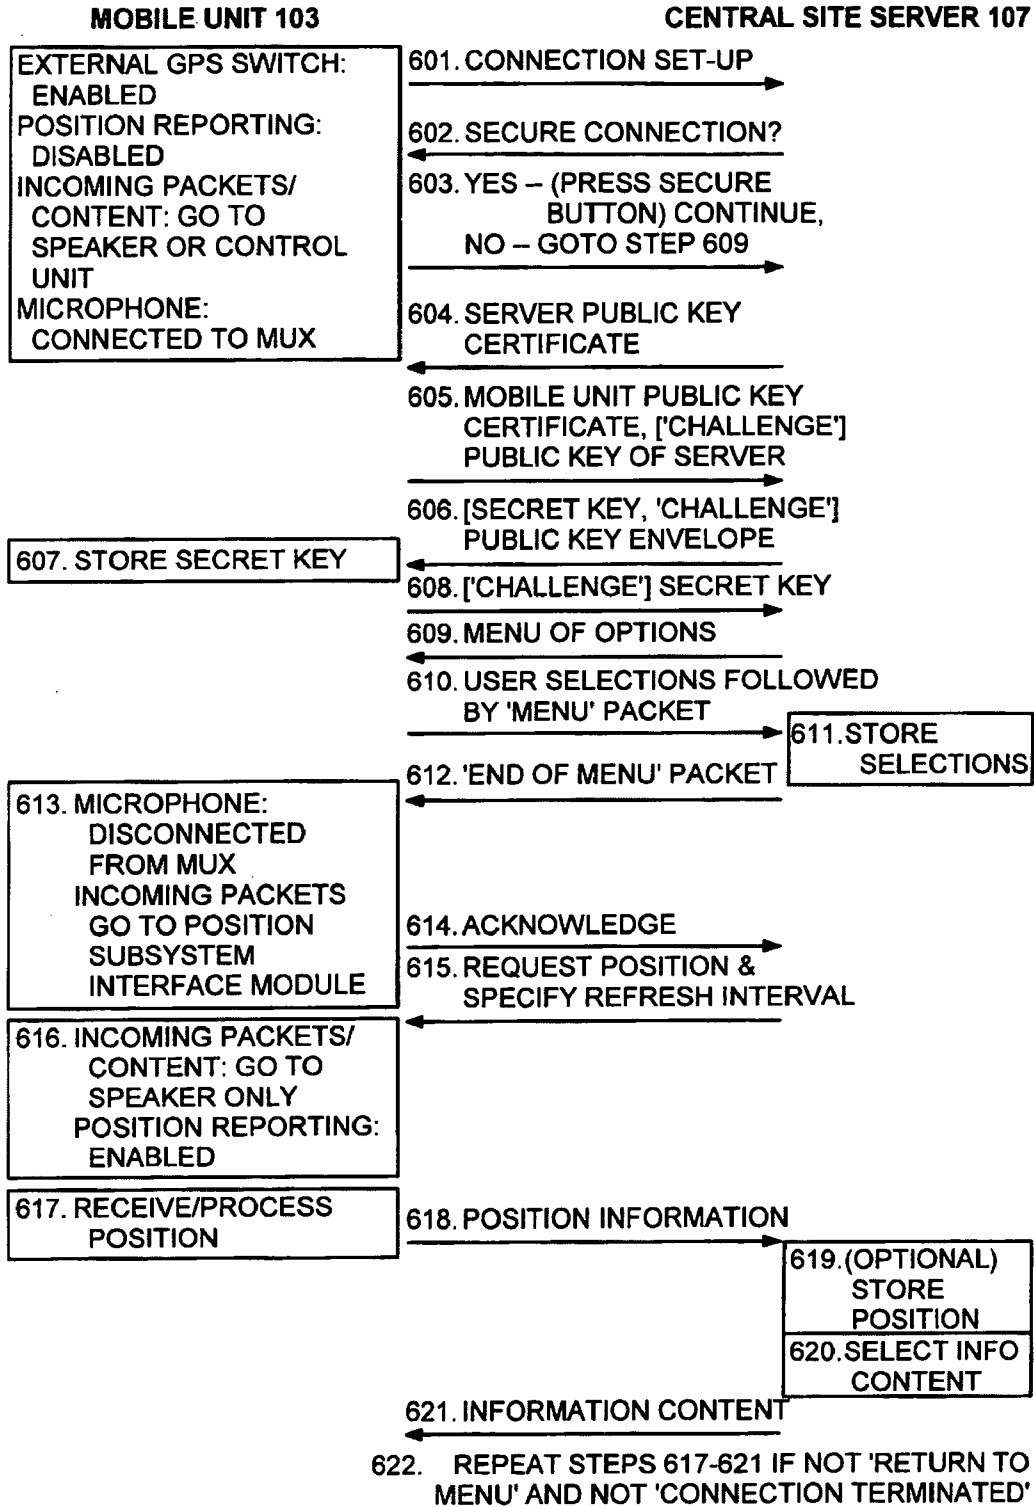 MOBILE UNIT 103
CENTRAL SITE SERVER 107
EXTERNAL GPS SWITCH:
ENABLED
POSITION REPORTING:
DISABLED
INCOMING PACKETS/
CONTENT: GO TO
SPEAKER OR CONTROL
UNIT
MICROPHONE:
CONNECTED TO MUX
601. CONNECTION SET-UP
602. SECURE CONNECTION?
603. YES – (PRESS SECURE
BUTTON) CONTINUE,
NO – GOTO STEP 609
604. SERVER PUBLIC KEY
CERTIFICATE
605. MOBILE UNIT PUBLIC KEY
CERTIFICATE, ['CHALLENGE']
PUBLIC KEY OF SERVER
606. [SECRET KEY, 'CHALLENGE']
PUBLIC KEY ENVELOPE
607. STORE SECRET KEY
608. ['CHALLENGE'] SECRET KEY
609. MENU OF OPTIONS
610. USER SELECTIONS FOLLOWED
BY 'MENU' PACKET
611. STORE
SELECTIONS
612. 'END OF MENU' PACKET
613. MICROPHONE:
DISCONNECTED
FROM MUX
INCOMING PACKETS
GO TO POSITION
SUBSYSTEM
INTERFACE MODULE
614. ACKNOWLEDGE
615. REQUEST POSITION &
SPECIFY REFRESH INTERVAL
616. INCOMING PACKETS/
CONTENT: GO TO
SPEAKER ONLY
POSITION REPORTING:
ENABLED
617. RECEIVE/PROCESS
POSITION
618. POSITION INFORMATION
619. (OPTIONAL)
STORE
POSITION
620. SELECT INFO
CONTENT
621. INFORMATION CONTENT
622. REPEAT STEPS 617-621 IF NOT 'RETURN TO
MENU' AND NOT 'CONNECTION TERMINATED'